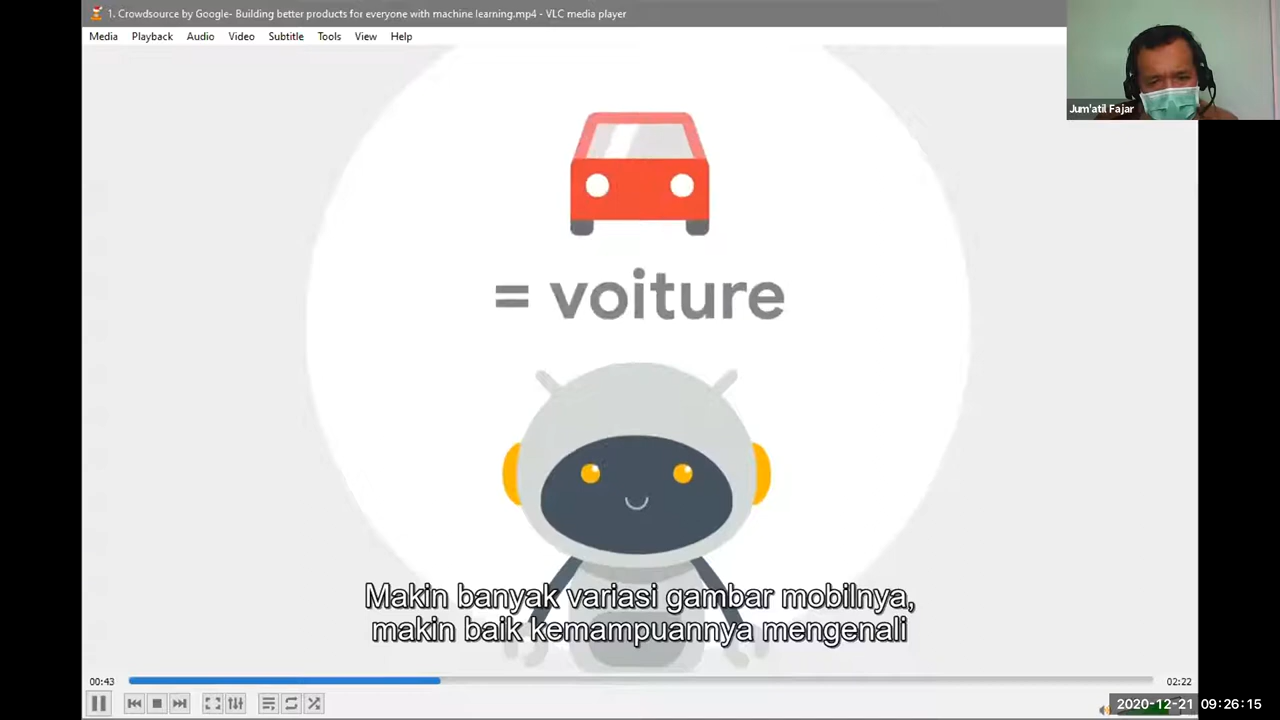 1. Crowdsource by Google- Building better products for everyone with machine learning.mp4 - VLC media player
Media Playback Audio Video Subtitle Tools View Help
Jum'atil Fajar
= voiture
Makin banyak variasi gambar mobilnya,
makin baik kemampuannya mengenali
00:43
02:22
2020-12-21 09:26:15